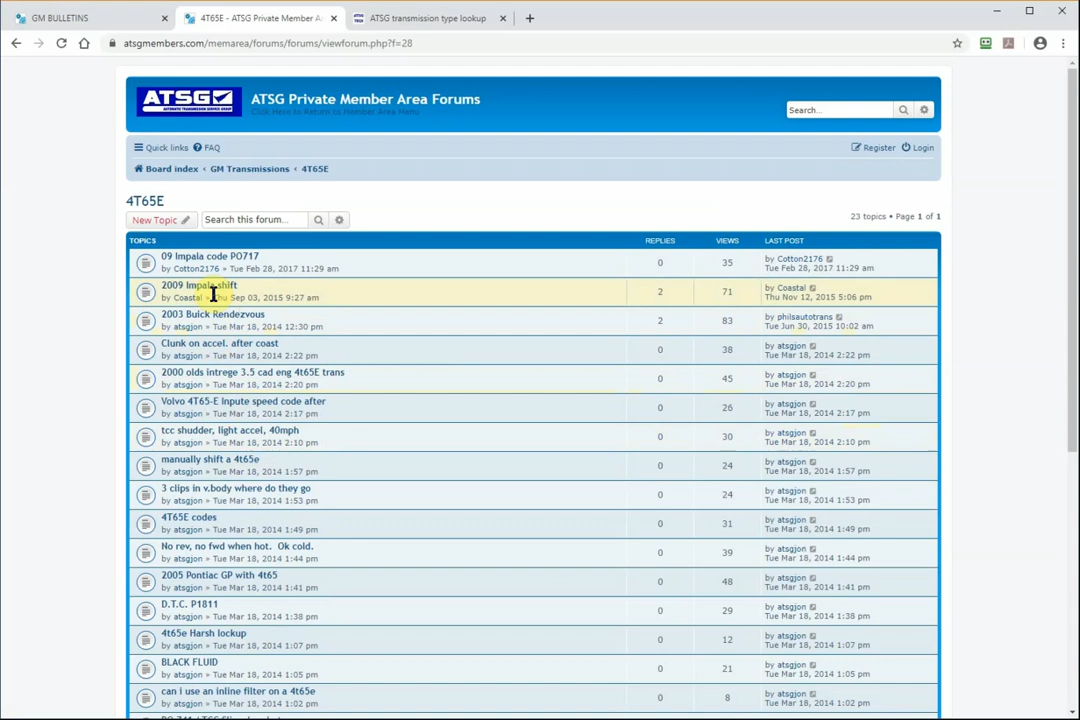 GM BULLETINS
4T65E - ATSG Private Member A
ATSG transmission type lookup
atsgmembers.com/memarea/forums/forums/viewforum.php?f=28
ATSG
AUTOMATIC TRANSMISSION SERVICE GROUP
ATSG Private Member Area Forums
Click Here to Return to Member Area Menu
Search...
Quick links FAQ
Register Login
Board index ‹ GM Transmissions ‹ 4T65E
4T65E
New Topic Search this forum...
23 topics • Page 1 of 1
TOPICS REPLIES VIEWS LAST POST
09 Impala code PO717 0 35 by Cotton2176
by Cotton2176 » Tue Feb 28, 2017 11:29 am Tue Feb 28, 2017 11:29 am
2009 Impala shift 2 71 by Coastal
by Coastal » Thu Sep 03, 2015 9:27 am Thu Nov 12, 2015 5:06 pm
2003 Buick Rendezvous 2 83 by philsautotrans
by atsgjon » Tue Mar 18, 2014 12:30 pm Tue Jun 30, 2015 10:02 am
Clunk on accel. after coast 0 38 by atsgjon
by atsgjon » Tue Mar 18, 2014 2:22 pm Tue Mar 18, 2014 2:22 pm
2000 olds intrege 3.5 cad eng 4t65E trans 0 45 by atsgjon
by atsgjon » Tue Mar 18, 2014 2:20 pm Tue Mar 18, 2014 2:20 pm
Volvo 4T65-E Inpute speed code after 0 26 by atsgjon
by atsgjon » Tue Mar 18, 2014 2:17 pm Tue Mar 18, 2014 2:17 pm
tcc shudder, light accel, 40mph 0 30 by atsgjon
by atsgjon » Tue Mar 18, 2014 2:10 pm Tue Mar 18, 2014 2:10 pm
manually shift a 4t65e 0 24 by atsgjon
by atsgjon » Tue Mar 18, 2014 1:57 pm Tue Mar 18, 2014 1:57 pm
3 clips in v.body where do they go 0 24 by atsgjon
by atsgjon » Tue Mar 18, 2014 1:53 pm Tue Mar 18, 2014 1:53 pm
4T65E codes 0 31 by atsgjon
by atsgjon » Tue Mar 18, 2014 1:49 pm Tue Mar 18, 2014 1:49 pm
No rev, no fwd when hot. Ok cold. 0 39 by atsgjon
by atsgjon » Tue Mar 18, 2014 1:44 pm Tue Mar 18, 2014 1:44 pm
2005 Pontiac GP with 4t65 0 48 by atsgjon
by atsgjon » Tue Mar 18, 2014 1:41 pm Tue Mar 18, 2014 1:41 pm
D.T.C. P1811 0 29 by atsgjon
by atsgjon » Tue Mar 18, 2014 1:38 pm Tue Mar 18, 2014 1:38 pm
4t65e Harsh lockup 0 12 by atsgjon
by atsgjon » Tue Mar 18, 2014 1:07 pm Tue Mar 18, 2014 1:07 pm
BLACK FLUID 0 21 by atsgjon
by atsgjon » Tue Mar 18, 2014 1:05 pm Tue Mar 18, 2014 1:05 pm
can i use an inline filter on a 4t65e 0 8 by atsgjon
by atsgjon » Tue Mar 18, 2014 1:02 pm Tue Mar 18, 2014 1:02 pm